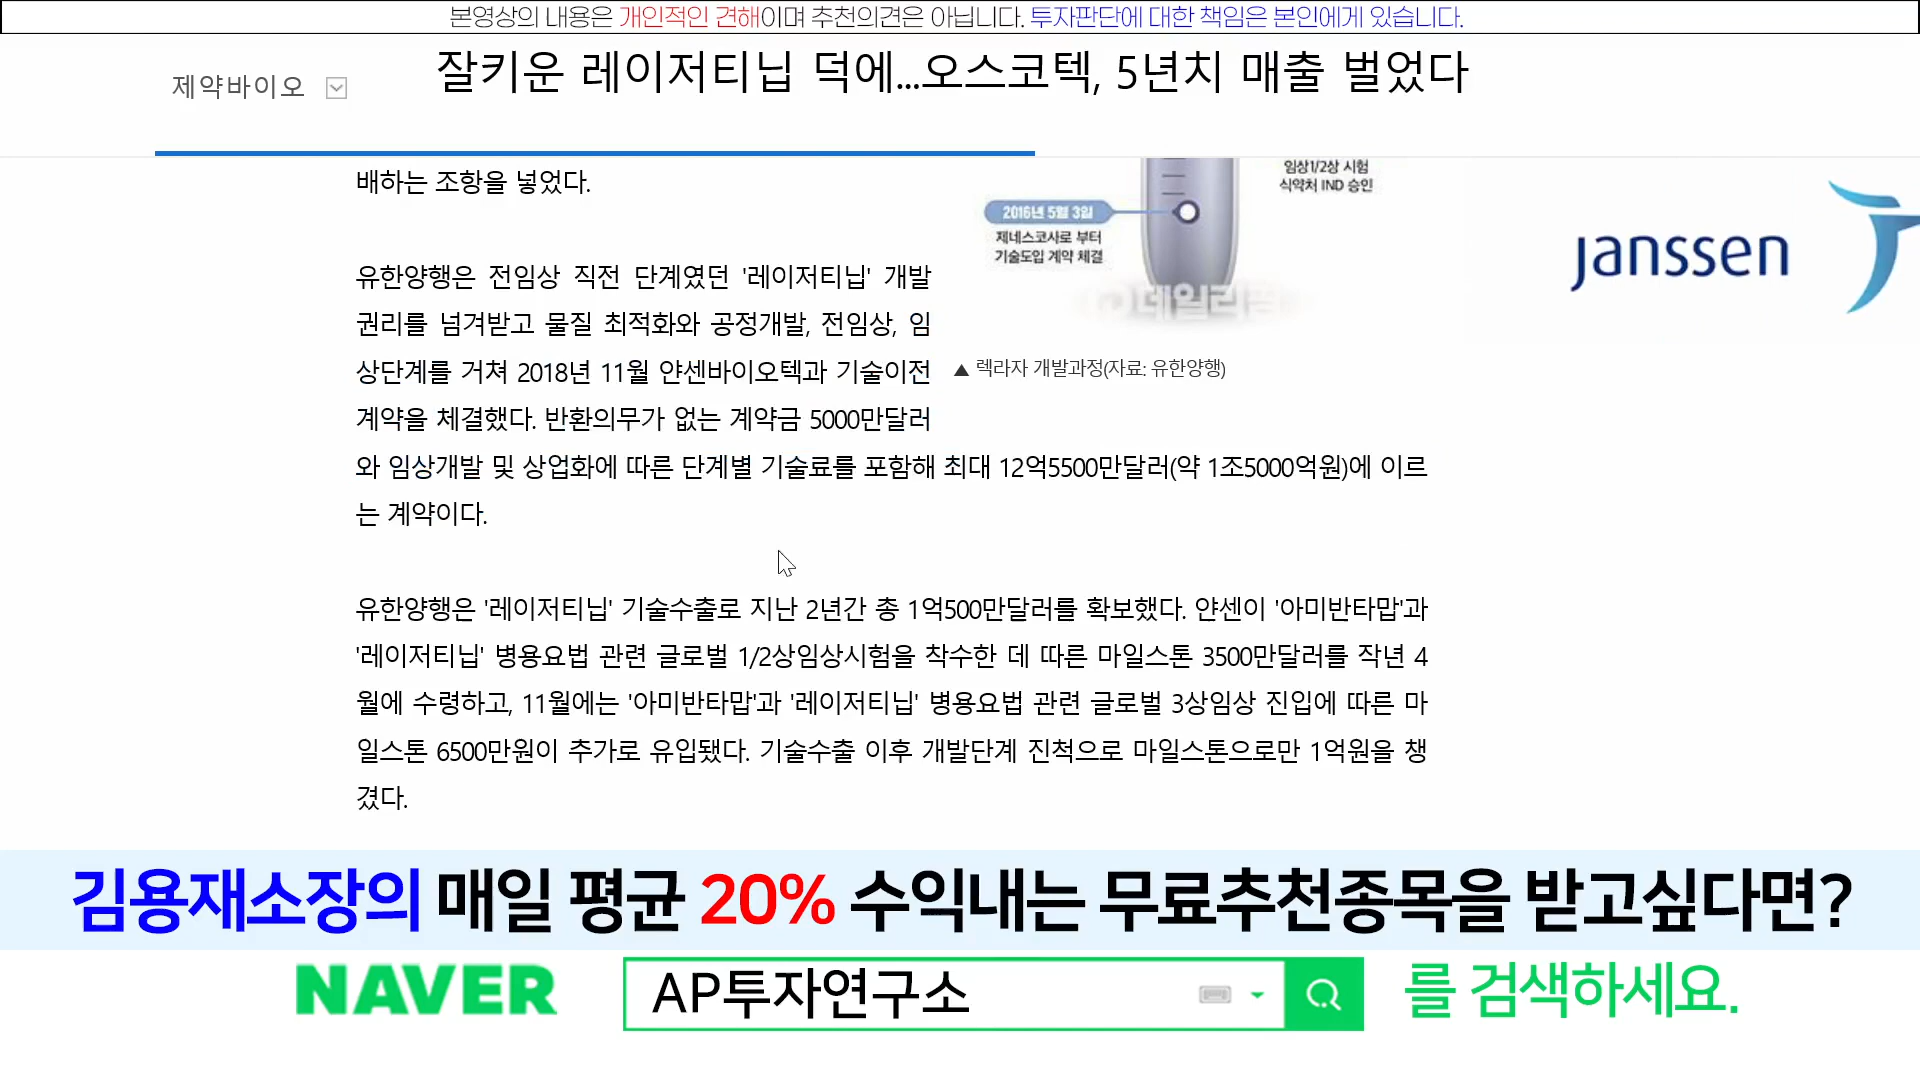 본영상의 내용은 개인적인 견해이며 추천의견은 아닙니다. 투자판단에 대한 책임은 본인에게 있습니다.
제약바이오
잘키운 레이저티닙 덕에...오스코텍, 5년치 매출 벌었다
배하는 조항을 넣었다.
임상1/2상 시험
식약처 IND 승인
2016년 5월 3일
제네스코사로 부터
기술도입 계약 체결
janssen
유한양행은 전임상 직전 단계였던 '레이저티닙' 개발
권리를 넘겨받고 물질 최적화와 공정개발, 전임상, 임
상단계를 거쳐 2018년 11월 얀센바이오텍과 기술이전
계약을 체결했다. 반환의무가 없는 계약금 5000만달러
▲ 렉라자 개발과정(자료: 유한양행)
와 임상개발 및 상업화에 따른 단계별 기술료를 포함해 최대 12억5500만달러(약 1조5000억원)에 이르
는 계약이다.
유한양행은 '레이저티닙' 기술수출로 지난 2년간 총 1억500만달러를 확보했다. 얀센이 '아미반타맙'과
'레이저티닙' 병용요법 관련 글로벌 1/2상임상시험을 착수한 데 따른 마일스톤 3500만달러를 작년 4
월에 수령하고, 11월에는 '아미반타맙'과 '레이저티닙' 병용요법 관련 글로벌 3상임상 진입에 따른 마
일스톤 6500만원이 추가로 유입됐다. 기술수출 이후 개발단계 진척으로 마일스톤으로만 1억원을 챙
겼다.
김용재소장의 매일 평균 20% 수익내는 무료추천종목을 받고싶다면?
NAVER AP투자연구소 를 검색하세요.